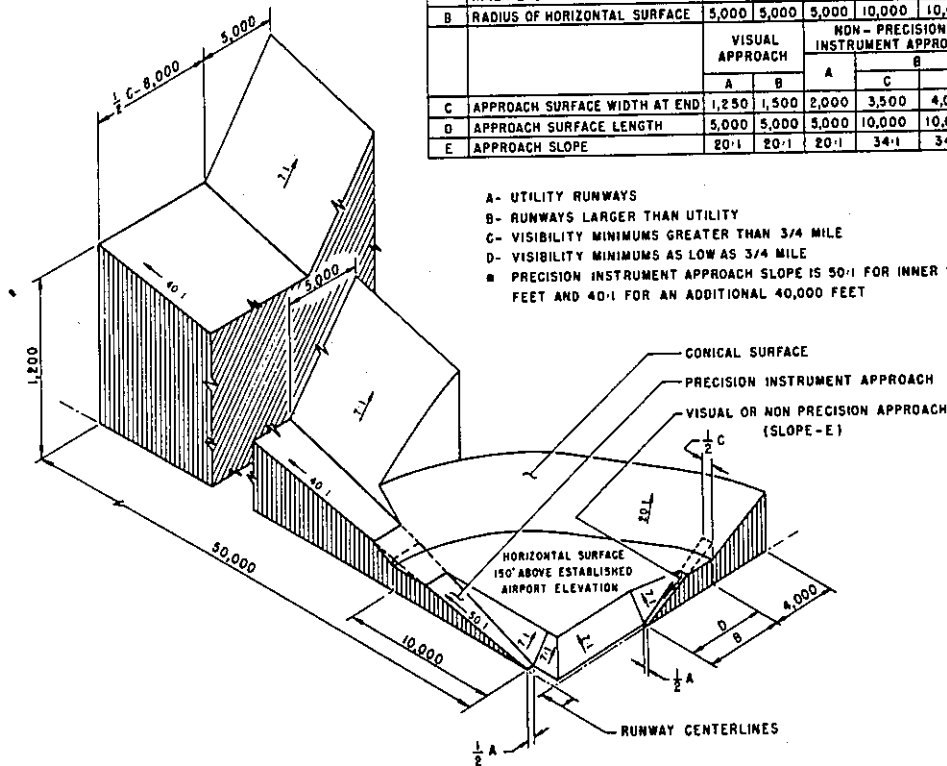 B RADIUS OF HORIZONTAL SURFACE 5,000 5,000 5,000 10,000
VISUAL APPROACH
NON - PRECISION
INSTRUMENT
A B A B
C
C APPROACH SURFACE WIDTH AT END 1,250 1,500 2,000 3,500
D APPROACH SURFACE LENGTH 5,000 5,000 5,000 10,000
E APPROACH SLOPE 20:1 20:1 20:1 34:1
A- UTILITY RUNWAYS
B- RUNWAYS LARGER THAN UTILITY
C- VISIBILITY MINIMUMS GREATER THAN 3/4 MILE
D- VISIBILITY MINIMUMS AS LOW AS 3/4 MILE
PRECISION INSTRUMENT APPROACH SLOPE IS 50:1 FOR INNER
FEET AND 40:1 FOR AN ADDITIONAL 40,000 FEET
5,000
1/2 C-8,000
7:1
40:1
5,000
1,200
7:1
CONICAL SURFACE
PRECISION INSTRUMENT APPROACH
VISUAL OR NON PRECISION APPROACH
(SLOPE-E)
1/2 C
40:1
20:1
50,000
HORIZONTAL SURFACE
150' ABOVE ESTABLISHED
AIRPORT ELEVATION
50:1
7:1
7:1
7:1
7:1
4,000
D
B
10,000
1/2 A
RUNWAY CENTERLINES
1/2 A